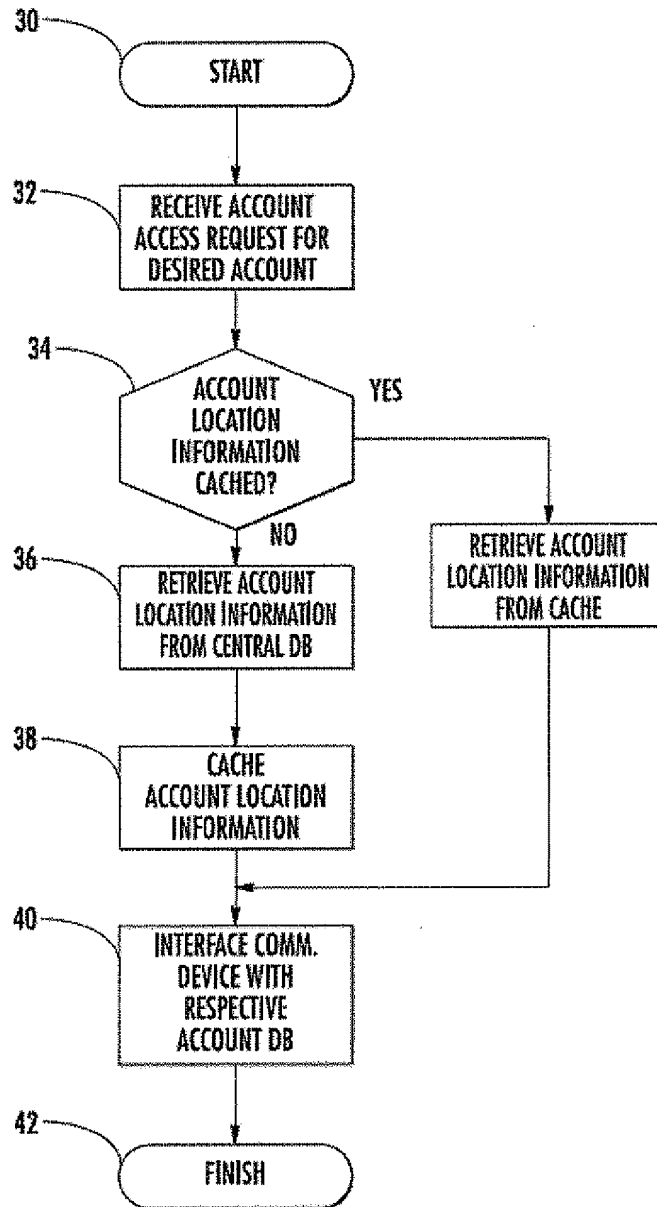 30
START
32
RECEIVE ACCOUNT
ACCESS REQUEST FOR
DESIRED ACCOUNT
34
ACCOUNT
LOCATION
INFORMATION
CACHED?
YES
NO
36
RETRIEVE ACCOUNT
LOCATION INFORMATION
FROM CENTRAL DB
RETRIEVE ACCOUNT
LOCATION INFORMATION
FROM CACHE
38
CACHE
ACCOUNT LOCATION
INFORMATION
40
INTERFACE COMM.
DEVICE WITH
RESPECTIVE
ACCOUNT DB
42
FINISH